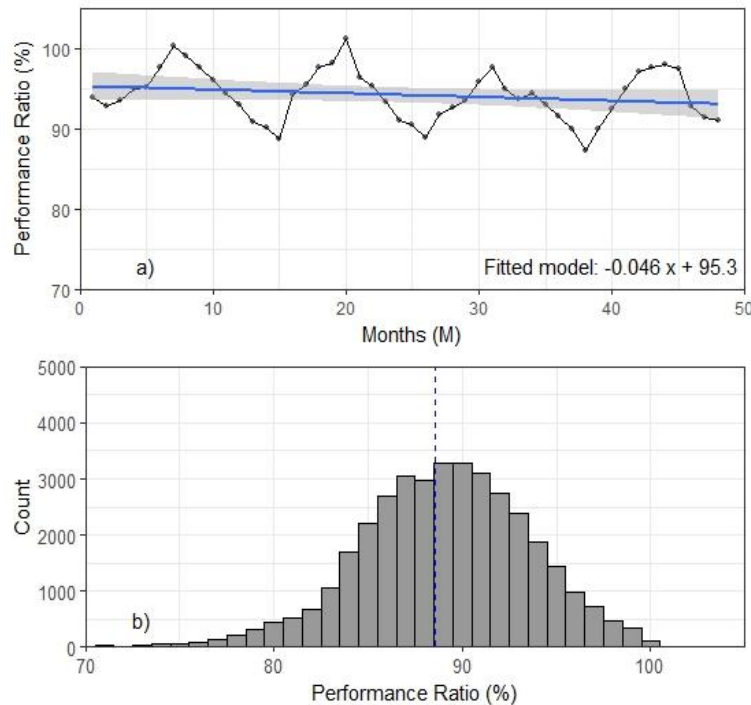 Performance Ratio (%)
100
90
80
70
a)
Fitted model: -0.046 x + 95.3
0
10
20
30
40
50
Months (M)
Count
5000
4000
3000
2000
1000
0
b)
70
80
90
100
Performance Ratio (%)